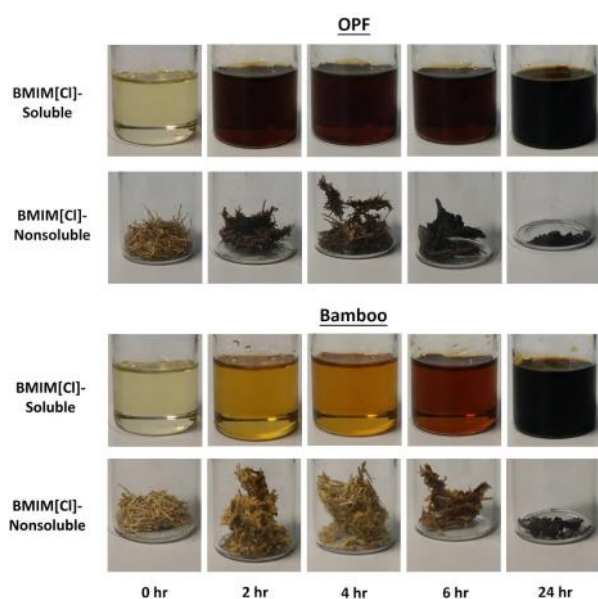 OPF
BMIM[Cl]-
Soluble
BMIM[Cl]-
Nonsoluble
Bamboo
BMIM[Cl]-
Soluble
BMIM[Cl]-
Nonsoluble
0 hr 2 hr 4 hr 6 hr 24 hr